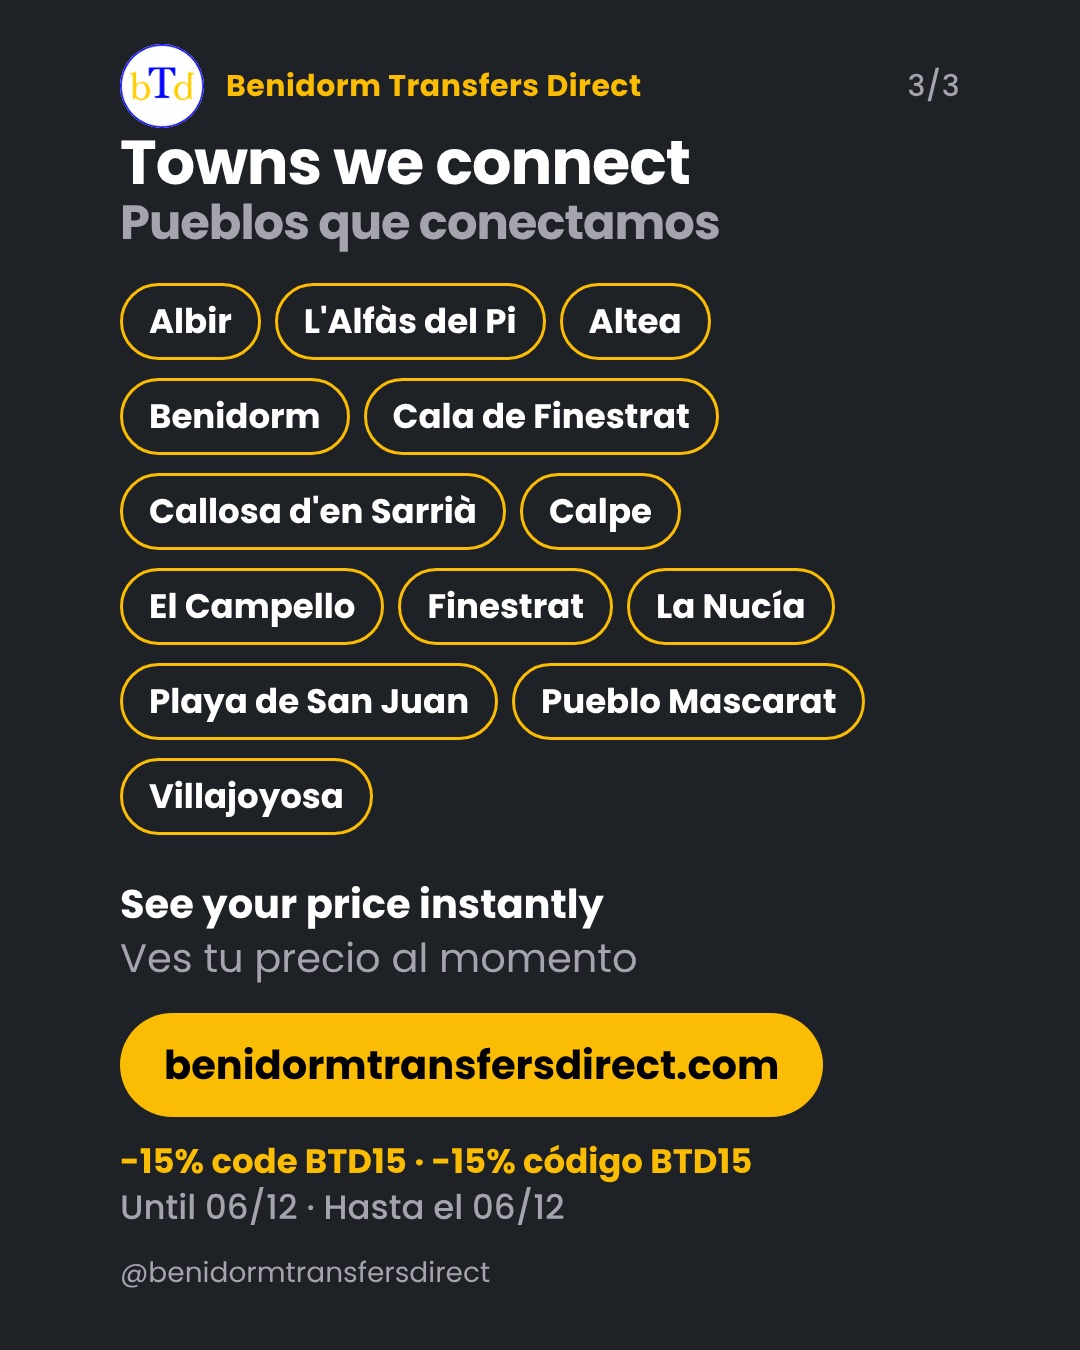 bTd Benidorm Transfers Direct 3/3
Towns we connect
Pueblos que conectamos
Albir L'Alfàs del Pi Altea
Benidorm Cala de Finestrat
Callosa d'en Sarrià Calpe
El Campello Finestrat La Nucía
Playa de San Juan Pueblo Mascarat
Villajoyosa
See your price instantly
Ves tu precio al momento
benidormtransfersdirect.com
-15% code BTD15 · -15% código BTD15
Until 06/12 · Hasta el 06/12
@benidormtransfersdirect